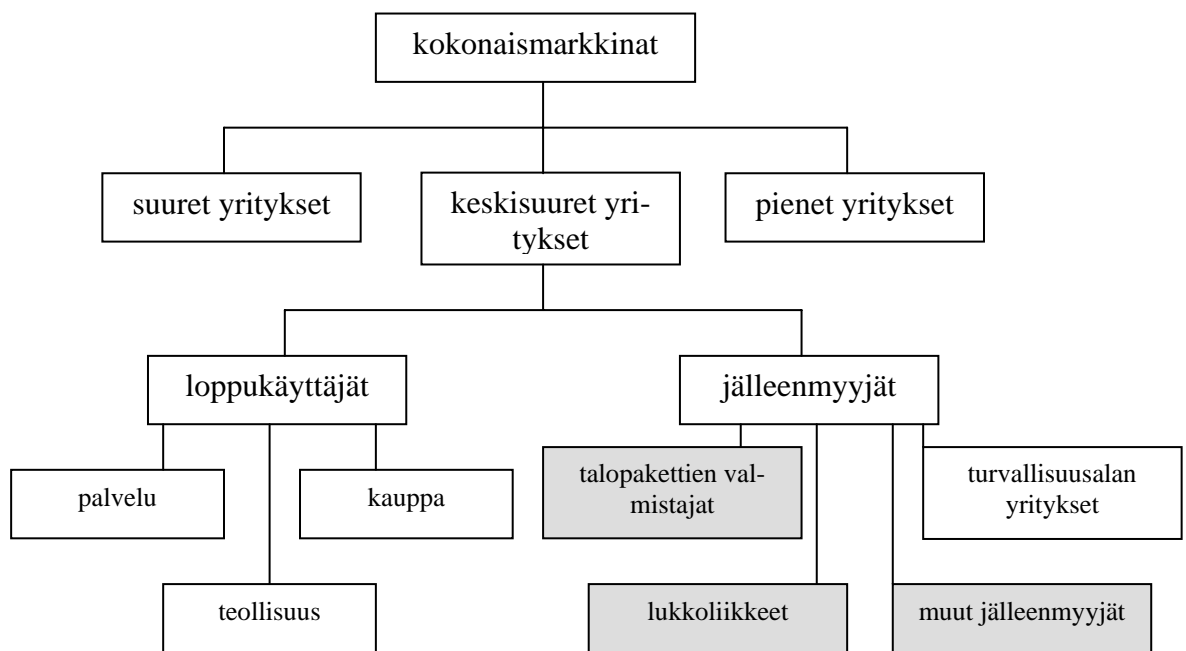 kokonaismarkkinat
suuret yritykset
keskisuuret yri-
tykset
pienet yritykset
loppukäyttäjät
jälleenmyyjät
palvelu
kauppa
talopakettien val-
mistajat
turvallisuusalan
yritykset
teollisuus
lukkoliikkeet
muut jälleenmyyjät